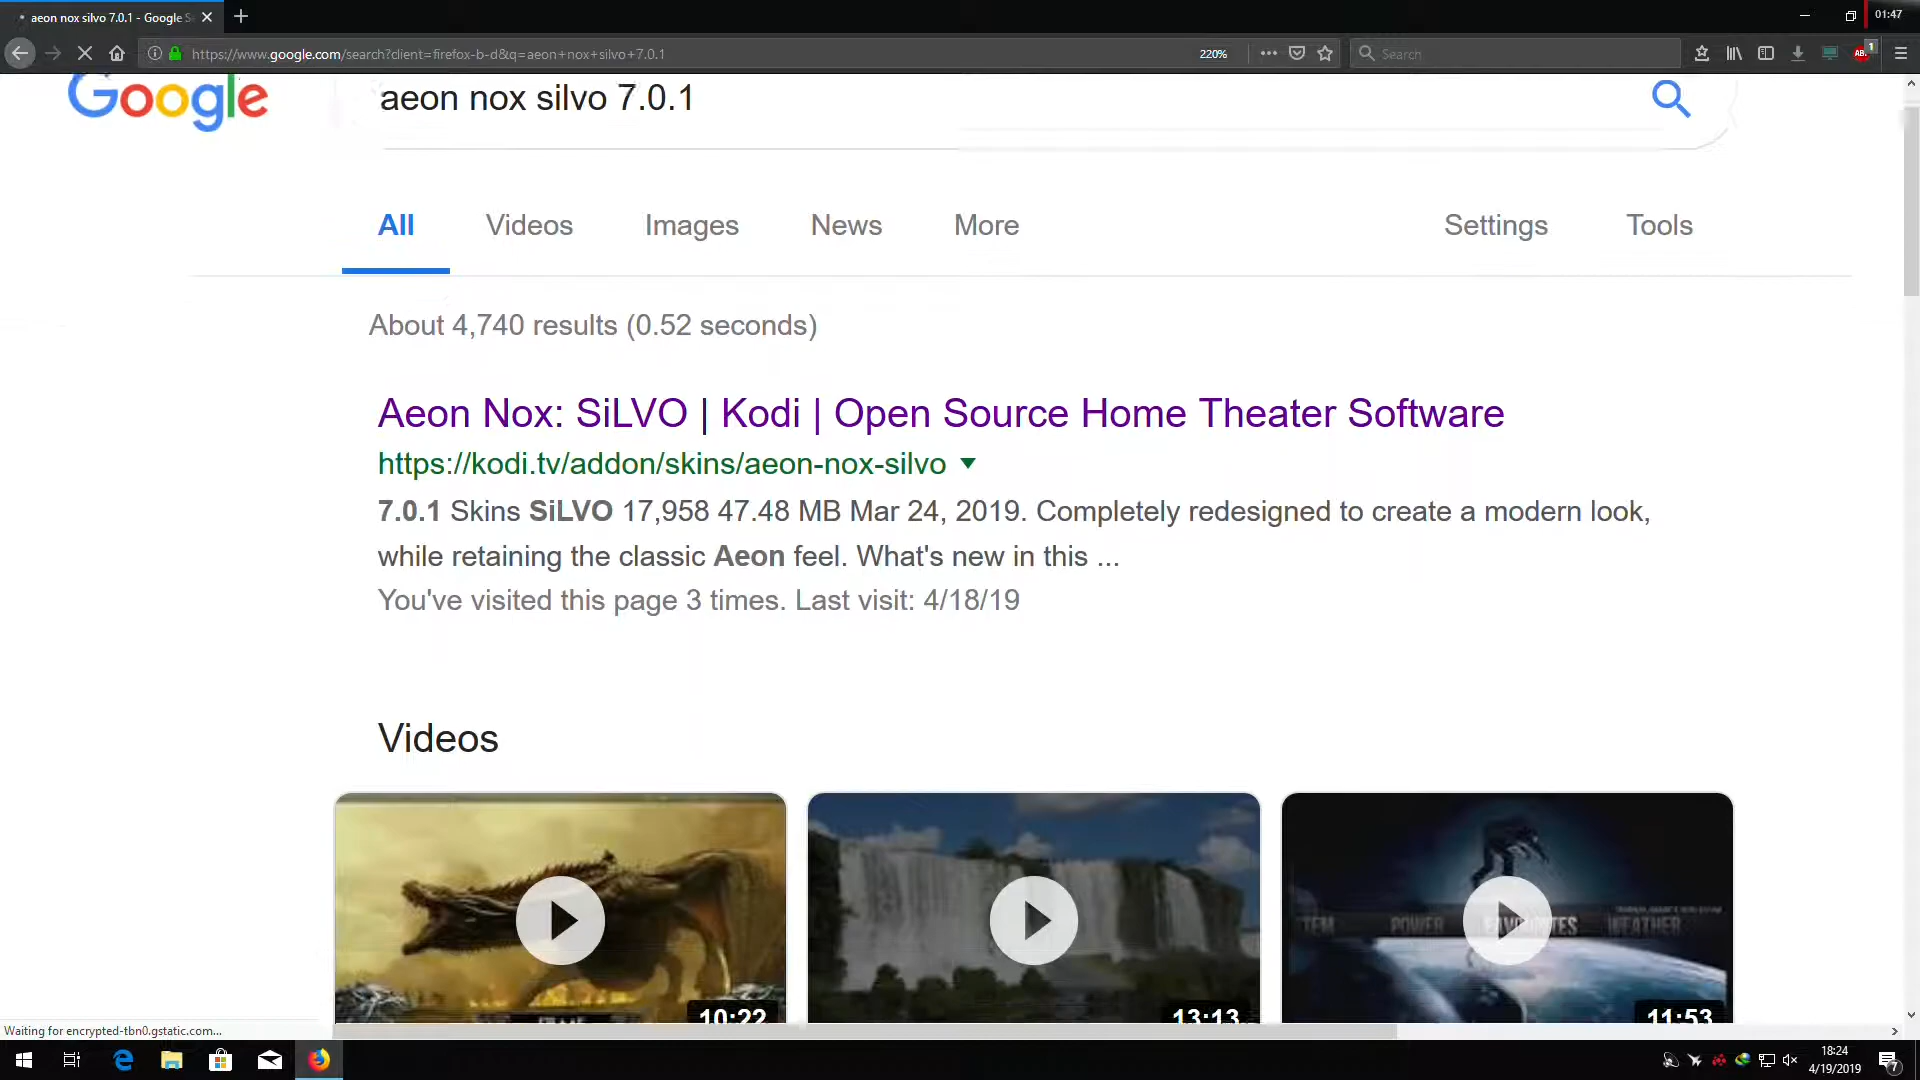 aeon nox silvo 7.0.1 - Google S
01:47
https://www.google.com/search?client=firefox-b-d&q=aeon+nox+silvo+7.0.1
220%
Search
1
Google
aeon nox silvo 7.0.1
All Videos Images News More Settings Tools
About 4,740 results (0.52 seconds)
Aeon Nox: SiLVO | Kodi | Open Source Home Theater Software
https://kodi.tv/addon/skins/aeon-nox-silvo
7.0.1 Skins SiLVO 17,958 47.48 MB Mar 24, 2019. Completely redesigned to create a modern look,
while retaining the classic Aeon feel. What's new in this ...
You've visited this page 3 times. Last visit: 4/18/19
Videos
TEM POWER FAVOURITES WEATHER
10:22
13:13
11:53
Waiting for encrypted-tbn0.gstatic.com...
18:24
4/19/2019
7